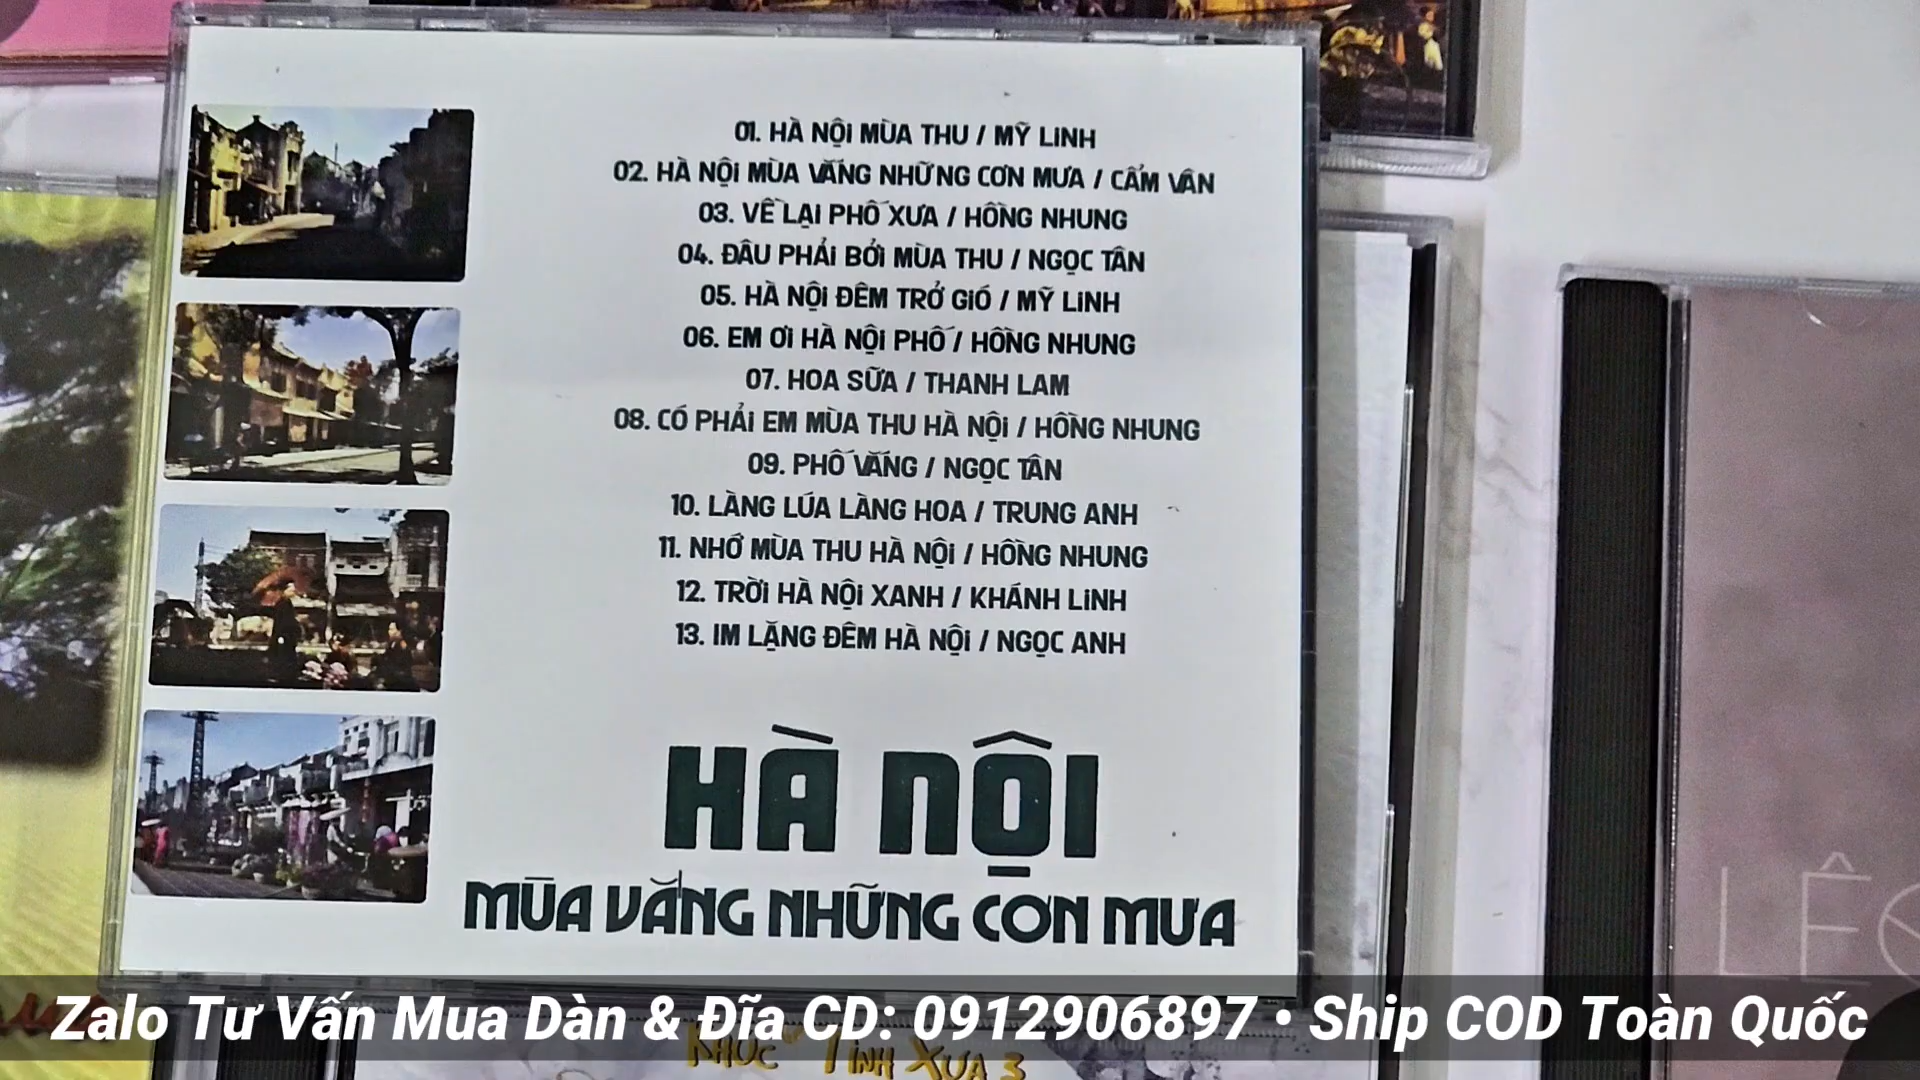 01. HÀ NỘI MÙA THU / MỸ LINH
02. HÀ NỘI MÙA VẮNG NHỮNG CƠN MƯA / CẨM VÂN
03. VỀ LẠI PHỐ XƯA / HỒNG NHUNG
04. ĐÂU PHẢI BỞI MÙA THU / NGỌC TÂN
05. HÀ NỘI ĐÊM TRỞ GIÓ / MỸ LINH
06. EM ƠI HÀ NỘI PHỐ / HỒNG NHUNG
07. HOA SỮA / THANH LAM
08. CÓ PHẢI EM MÙA THU HÀ NỘI / HỒNG NHUNG
09. PHỐ VẮNG / NGỌC TÂN
10. LÀNG LÚA LÀNG HOA / TRUNG ANH
11. NHỚ MÙA THU HÀ NỘI / HỒNG NHUNG
12. TRỜI HÀ NỘI XANH / KHÁNH LINH
13. IM LẶNG ĐÊM HÀ NỘI / NGỌC ANH
HÀ NỘI
MÙA VẮNG NHỮNG CƠN MƯA
LÊ
Zalo Tư Vấn Mua Dàn & Đĩa CD: 0912906897 • Ship COD Toàn Quốc
KHÚC TÌNH XƯA 3